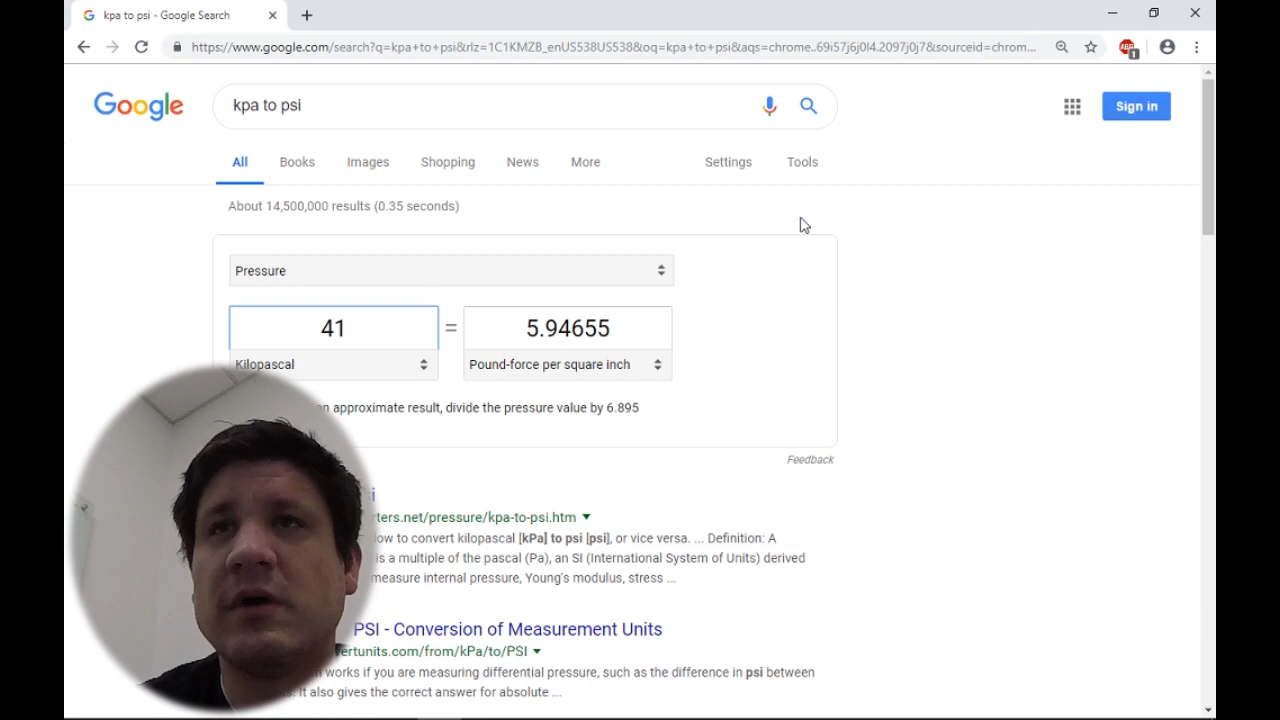 kpa to psi - Google Search
https://www.google.com/search?q=kpa+to+psi&rlz=1C1KMZB_enUS538US538&oq=kpa+to+psi&aqs=chrome..69i57j6j0l4.2097j0j7&sourceid=chrom...
ABP 1
Google
kpa to psi
Sign in
All Books Images Shopping News More Settings Tools
About 14,500,000 results (0.35 seconds)
Pressure
41 = 5.94655
Kilopascal Pound-force per square inch
an approximate result, divide the pressure value by 6.895
Feedback
si
rters.net/pressure/kpa-to-psi.htm
low to convert kilopascal [kPa] to psi [psi], or vice versa. ... Definition: A
is a multiple of the pascal (Pa), an SI (International System of Units) derived
measure internal pressure, Young's modulus, stress ...
PSI - Conversion of Measurement Units
vertunits.com/from/kPa/to/PSI
works if you are measuring differential pressure, such as the difference in psi between
. It also gives the correct answer for absolute ...